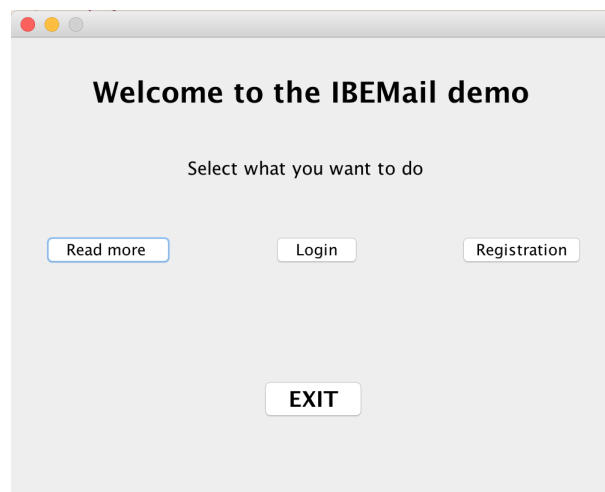 Welcome to the IBEMail demo
Select what you want to do
Read more Login Registration
EXIT